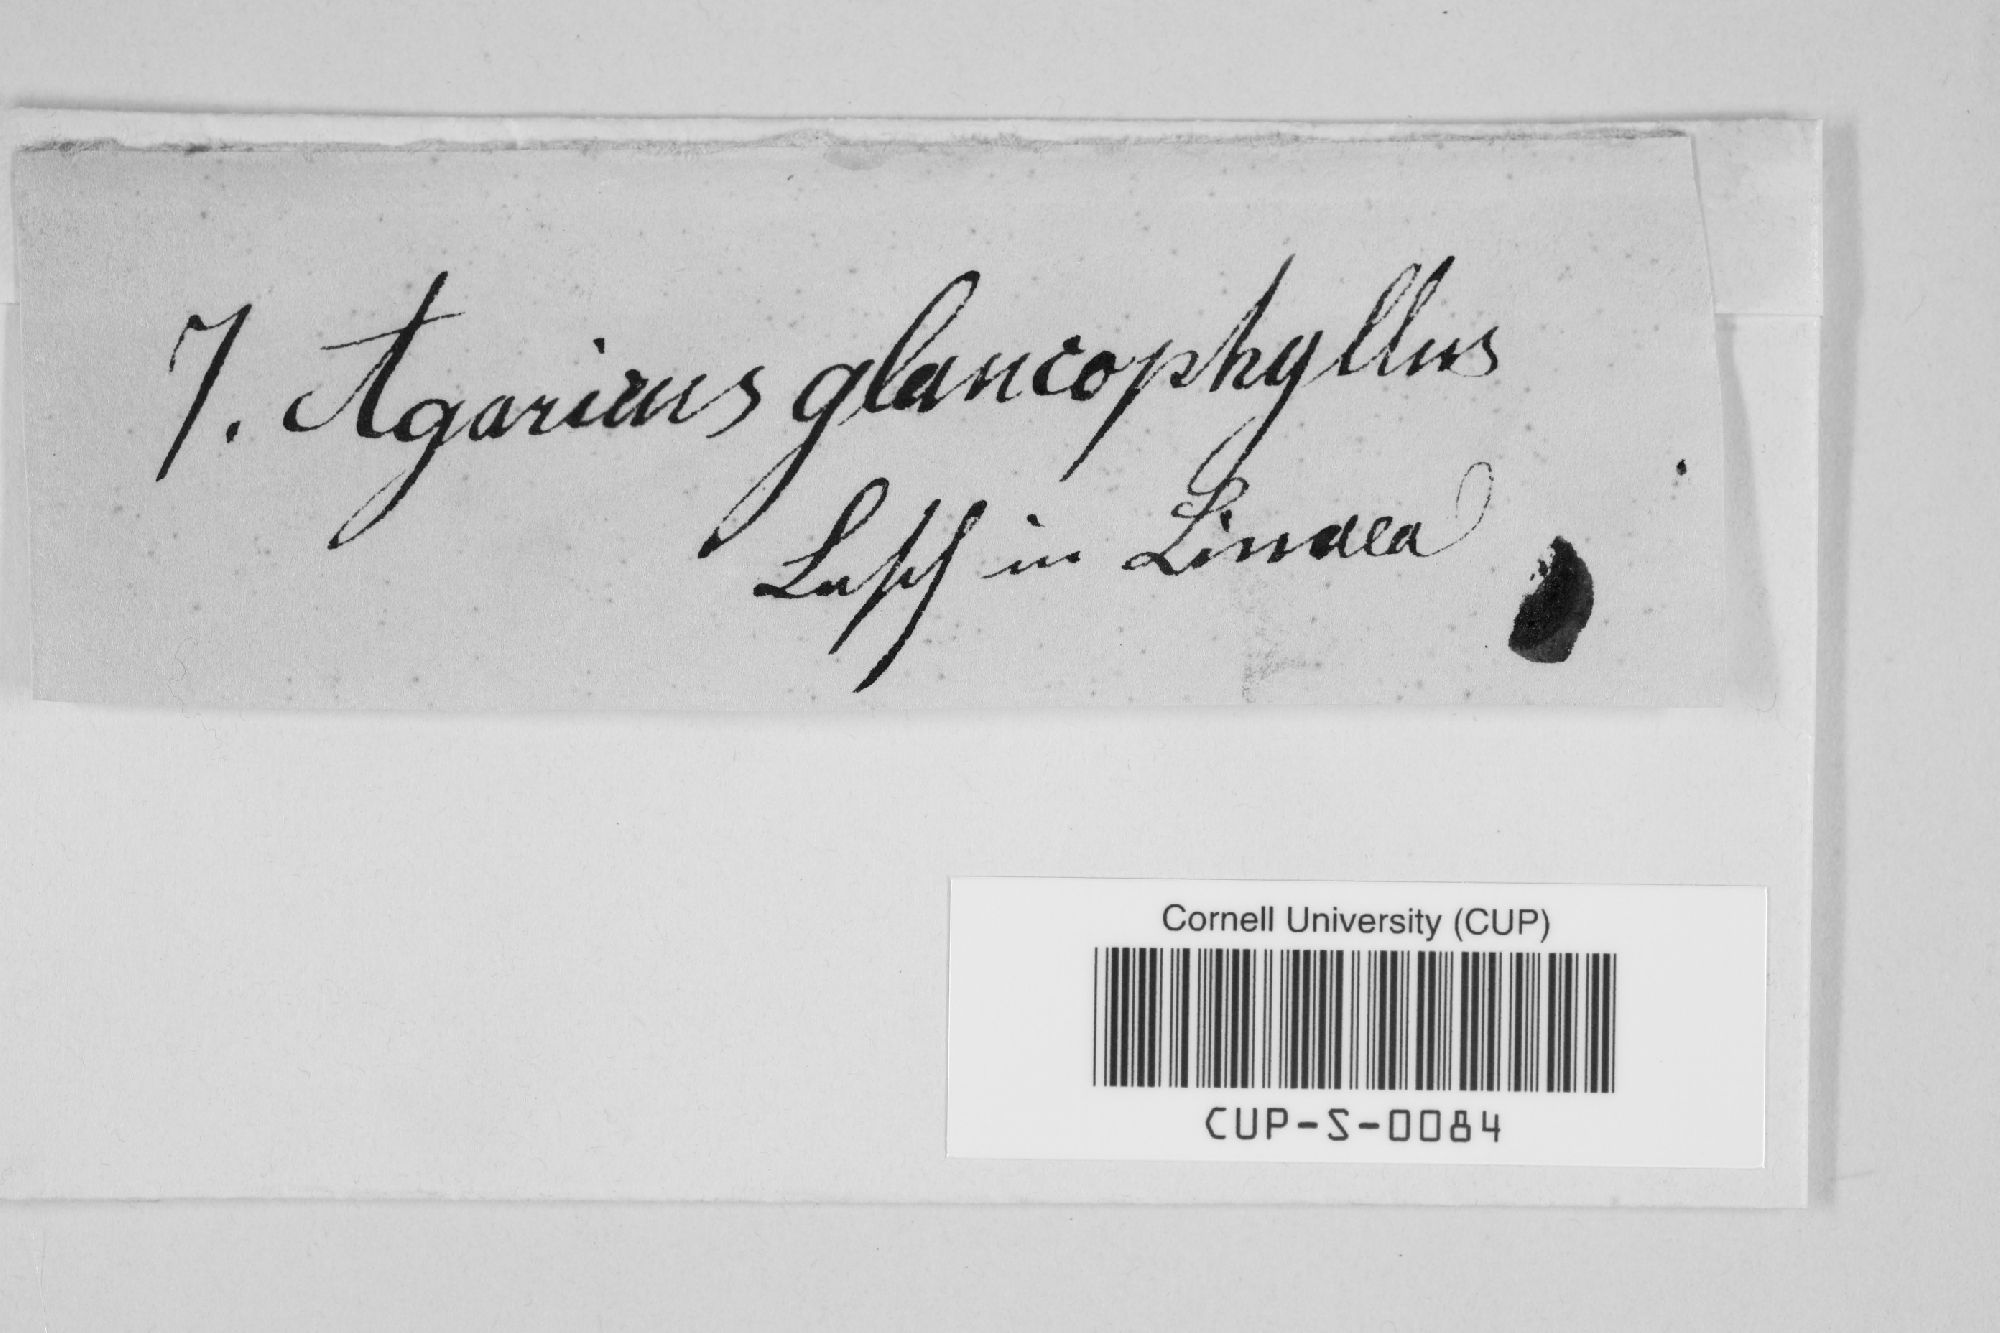 7. Agaricus glaucophyllus
Lasch in Linnaea
Cornell University (CUP)
CUP-S-0084